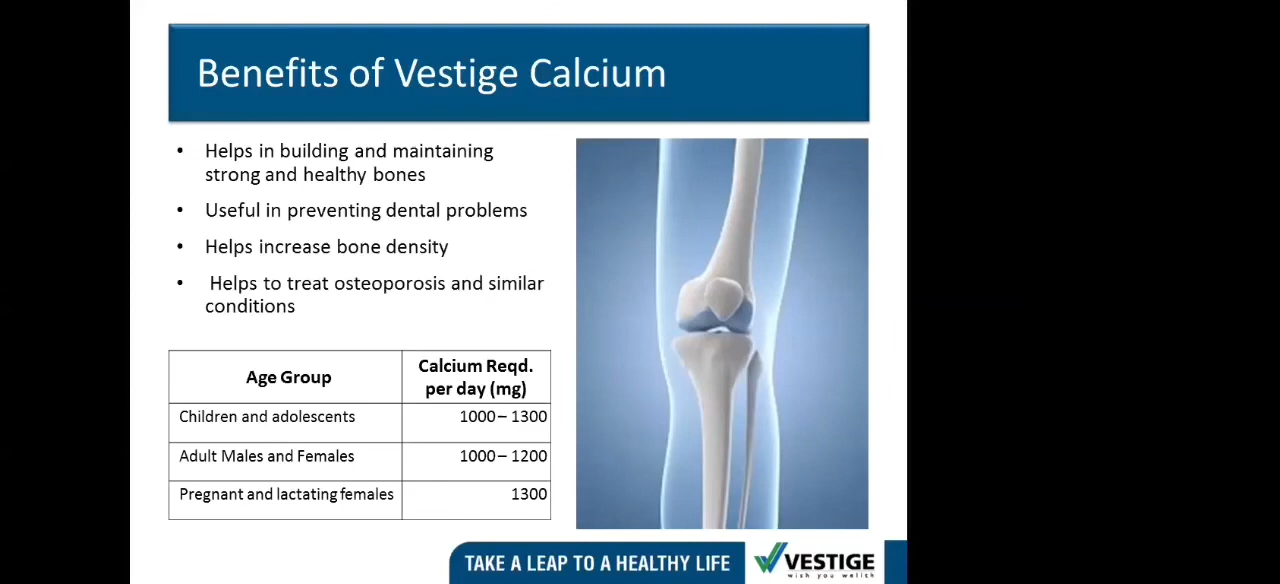 Benefits of Vestige Calcium
• Helps in building and maintaining
strong and healthy bones
• Useful in preventing dental problems
• Helps increase bone density
• Helps to treat osteoporosis and similar
conditions
Age Group
Calcium Reqd.
per day (mg)
Children and adolescents 1000 – 1300
Adult Males and Females 1000 – 1200
Pregnant and lactating females 1300
TAKE A LEAP TO A HEALTHY LIFE
VESTIGE
wish you wellth